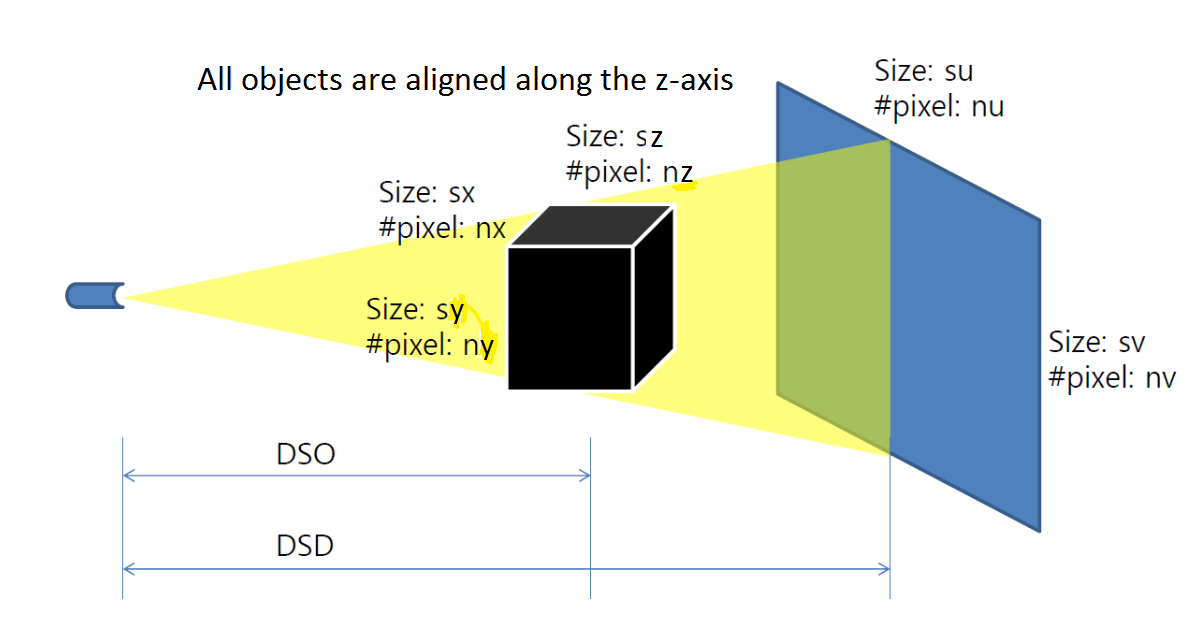 All objects are aligned along the z-axis
Size: su
#pixel: nu
Size: sz
#pixel: nz
Size: sx
#pixel: nx
Size: sy
#pixel: ny
Size: sv
#pixel: nv
DSO
DSD